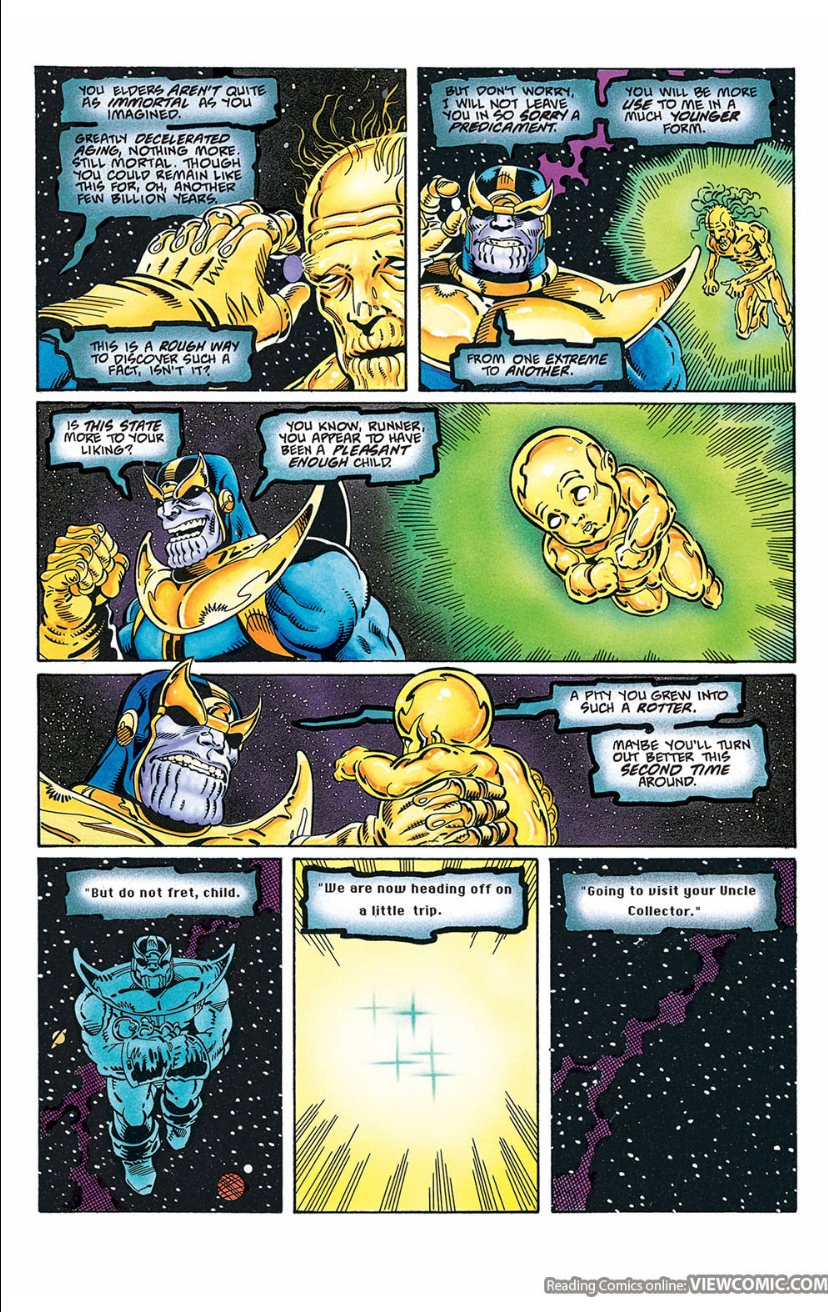 YOU ELDERS AREN'T QUITE
AS IMMORTAL AS YOU
IMAGINED.
GREATLY DECELERATED
AGING, NOTHING MORE.
STILL MORTAL. THOUGH
YOU COULD REMAIN LIKE
THIS FOR, OH, ANOTHER
FEW BILLION YEARS.
THIS IS A ROUGH WAY
TO DISCOVER SUCH A
FACT, ISN'T IT?
BUT DON'T WORRY,
I WILL NOT LEAVE
YOU IN SO SORRY A
PREDICAMENT.
YOU WILL BE MORE
USE TO ME IN A
MUCH YOUNGER
FORM.
FROM ONE EXTREME
TO ANOTHER.
IS THIS STATE
MORE TO YOUR
LIKING?
YOU KNOW, RUNNER,
YOU APPEAR TO HAVE
BEEN A PLEASANT
ENOUGH CHILD.
A PITY YOU GREW INTO
SUCH A ROTTER.
MAYBE YOU'LL TURN
OUT BETTER THIS
SECOND TIME
AROUND.
"But do not fret, child.
"We are now heading off on
a little trip.
"Going to visit your Uncle
Collector."
Reading Comics online: VIEWCOMIC.COM